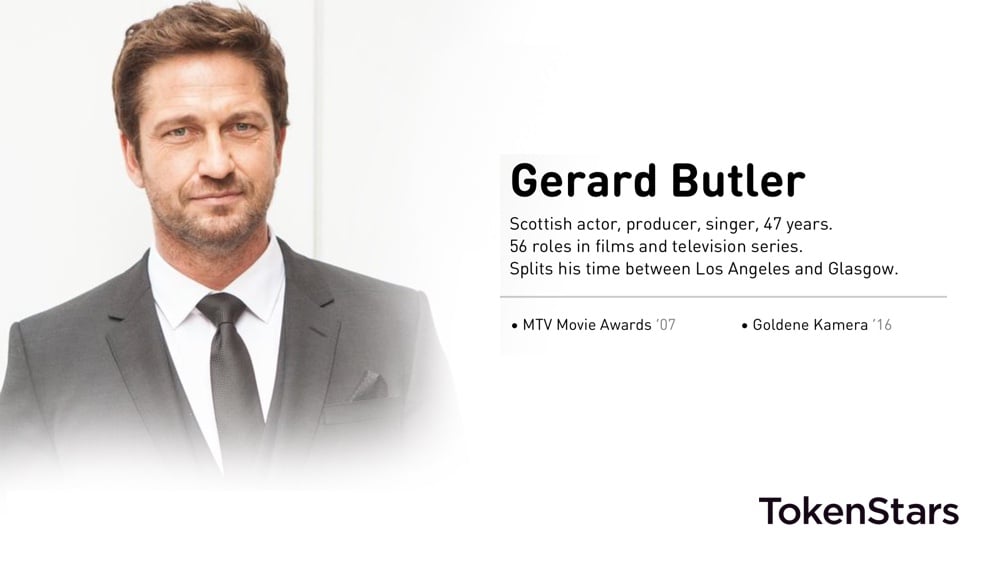 Gerard Butler
Scottish actor, producer, singer, 47 years.
56 roles in films and television series.
Splits his time between Los Angeles and Glasgow.
• MTV Movie Awards ’07
• Goldene Kamera ’16
TokenStars